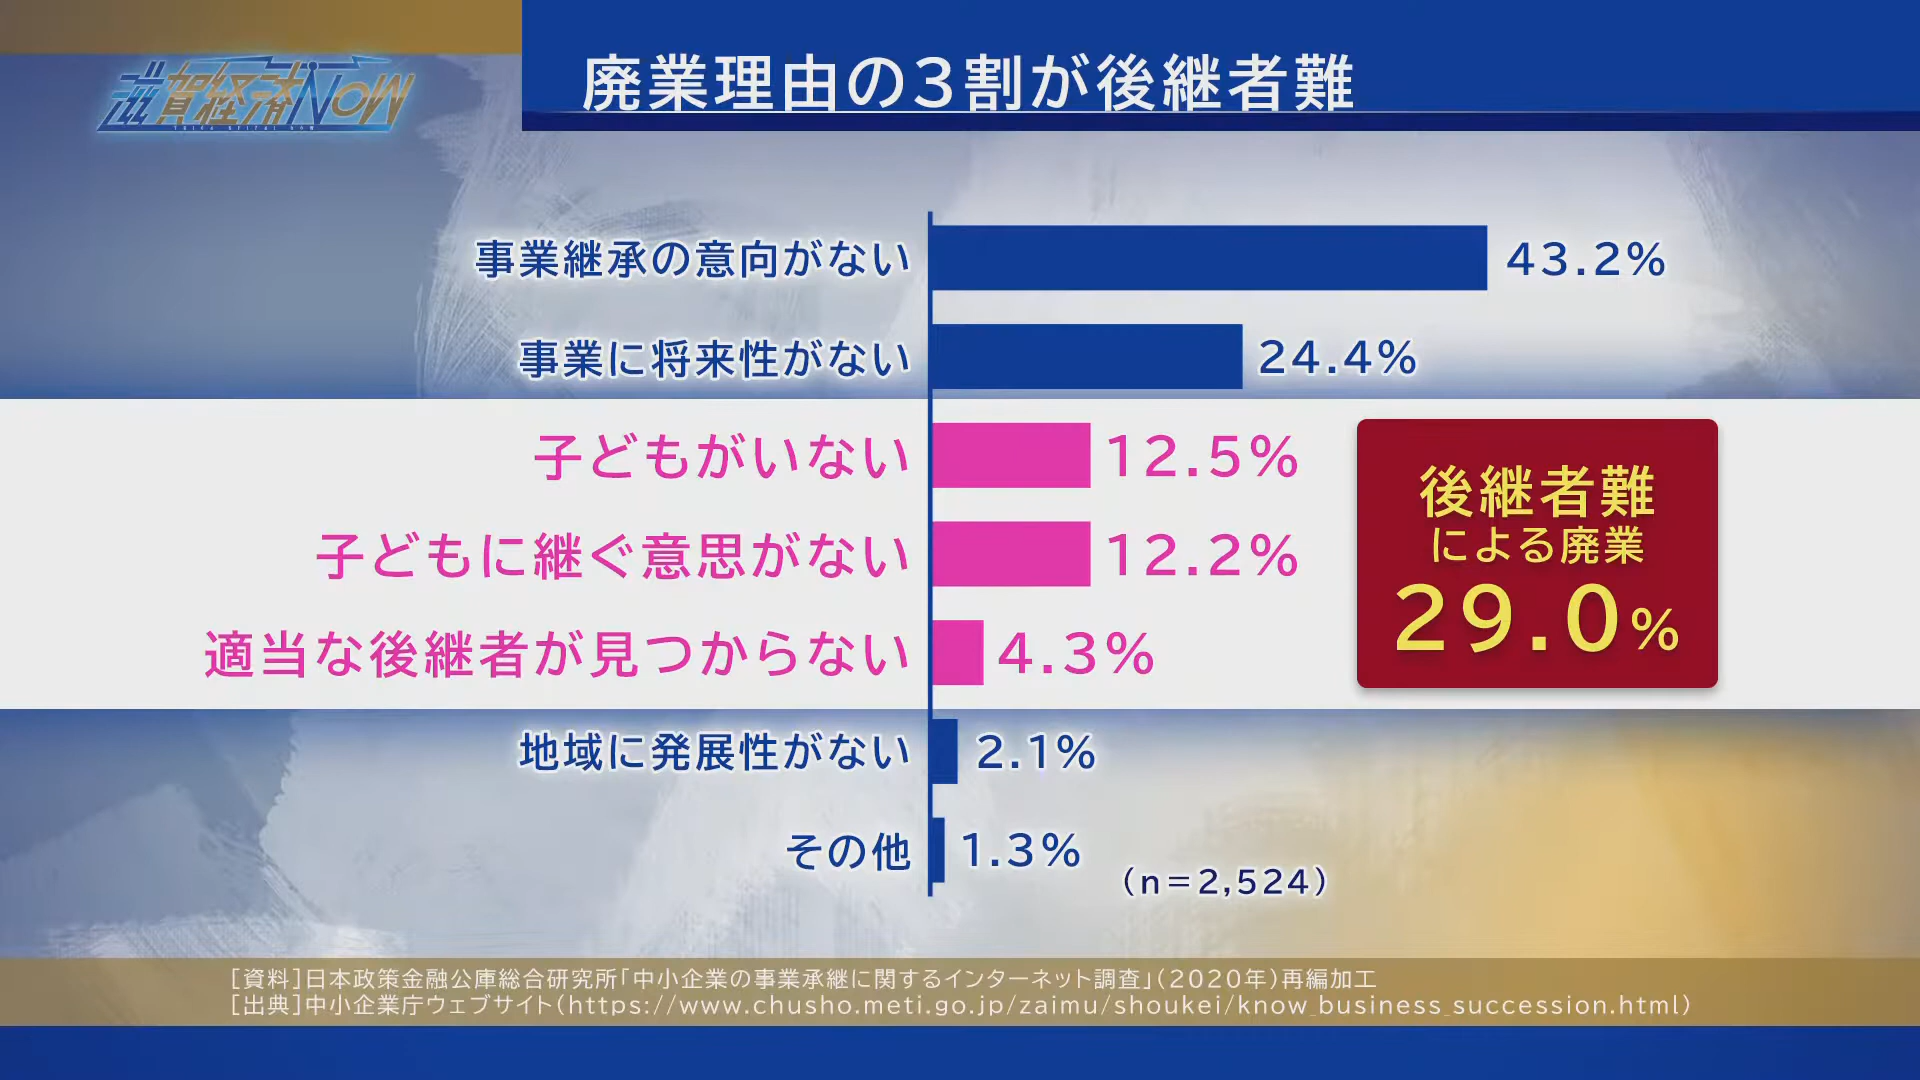 滋賀経済NOW
廃業理由の3割が後継者難
事業継承の意向がない 43.2%
事業に将来性がない 24.4%
子どもがいない 12.5%
子どもに継ぐ意思がない 12.2%
適当な後継者が見つからない 4.3%
後継者難
による廃業
29.0%
地域に発展性がない 2.1%
その他 1.3%
(n=2,524)
[資料]日本政策金融公庫総合研究所「中小企業の事業承継に関するインターネット調査」(2020年)再編加工
[出典]中小企業庁ウェブサイト(https://www.chusho.meti.go.jp/zaimu/shoukei/know_business_succession.html)